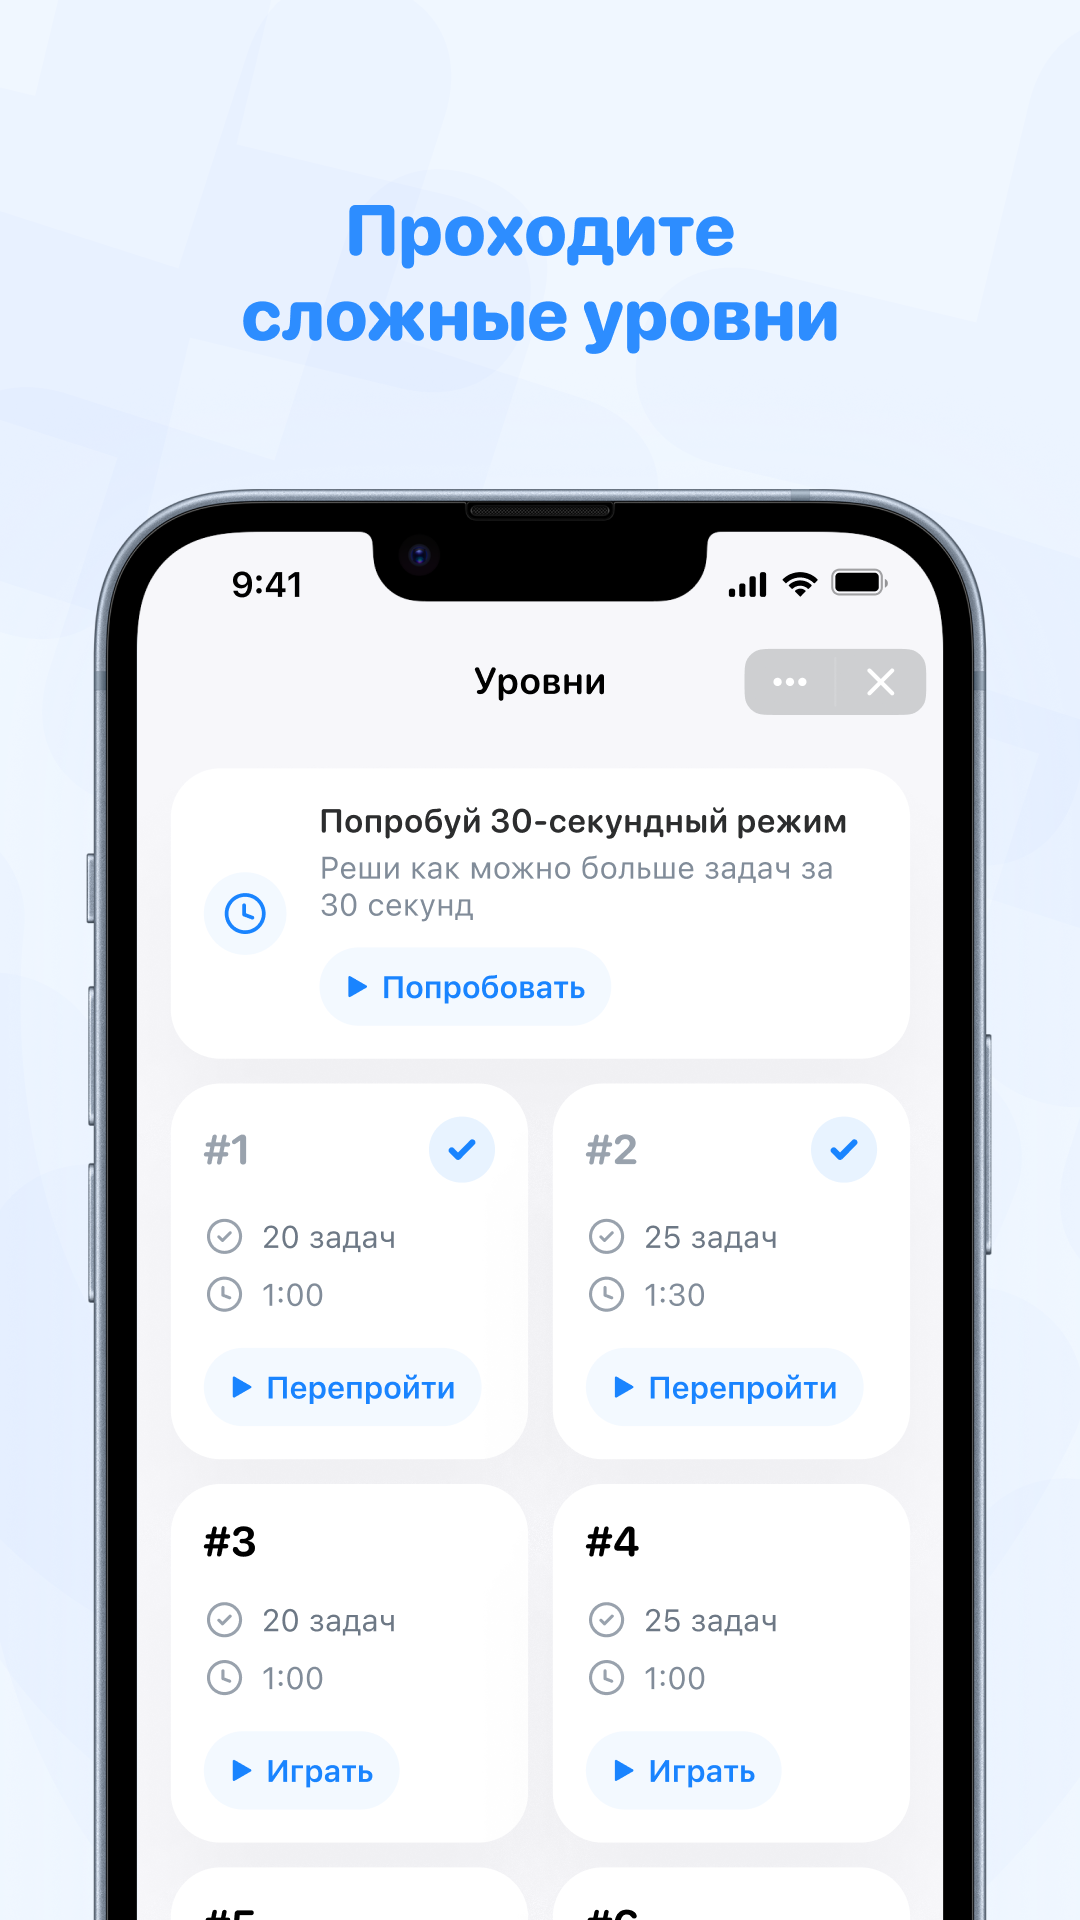 Проходите
сложные уровни
9:41
Уровни
Попробуй 30-секундный режим
Реши как можно больше задач за
30 секунд
Попробовать
#1
20 задач
1:00
Перепройти
#2
25 задач
1:30
Перепройти
#3
20 задач
1:00
Играть
#4
25 задач
1:00
Играть
#5
#6